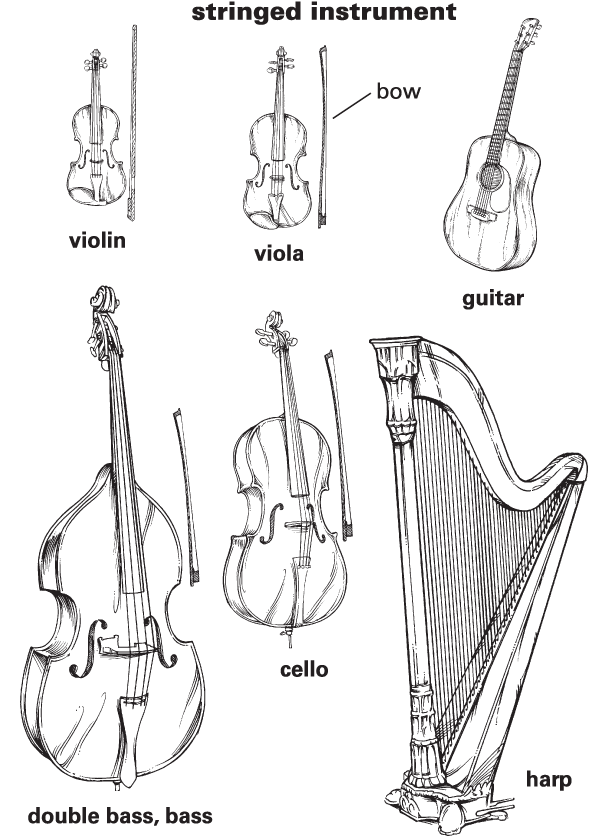 stringed instrument
bow
violin
viola
guitar
cello
harp
double bass, bass